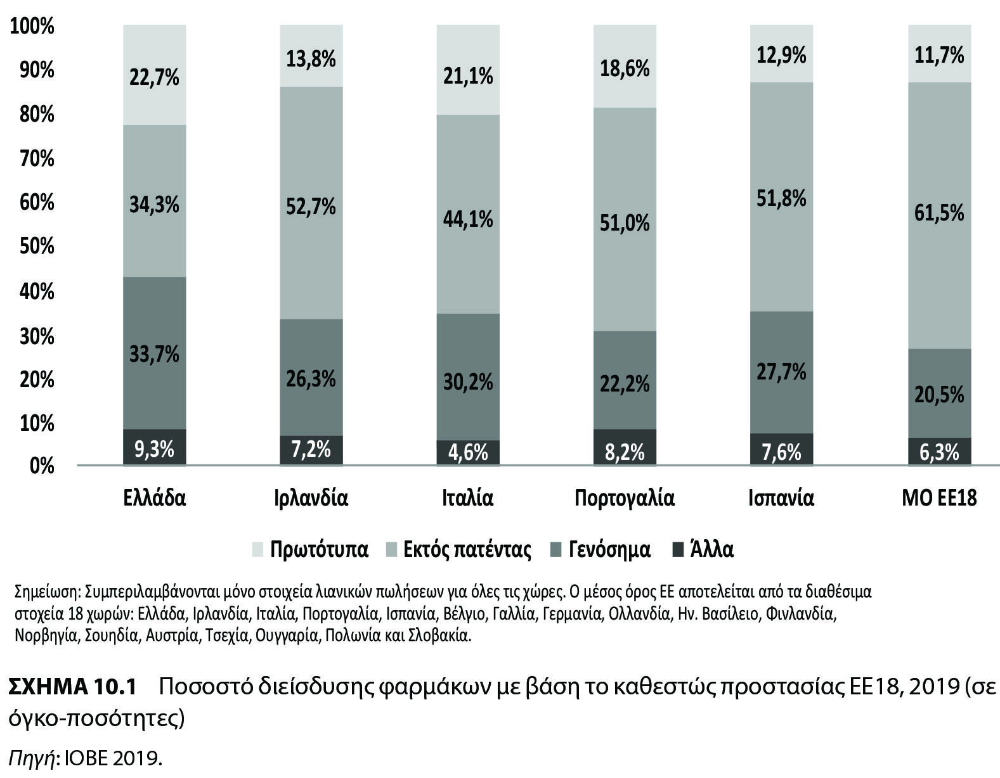 100%
90%
80%
70%
60%
50%
40%
30%
20%
10%
0%
22,7% 13,8% 21,1% 18,6% 12,9% 11,7%
34,3% 52,7% 44,1% 51,0% 51,8% 61,5%
33,7% 26,3% 30,2% 22,2% 27,7% 20,5%
9,3% 7,2% 4,6% 8,2% 7,6% 6,3%
Ελλάδα Ιρλανδία Ιταλία Πορτογαλία Ισπανία ΜΟ ΕΕ18
Πρωτότυπα Εκτός πατέντας Γενόσημα Άλλα
Σημείωση: Συμπεριλαμβάνονται μόνο στοιχεία λιανικών πωλήσεων για όλες τις χώρες. Ο μέσος όρος ΕΕ αποτελείται από τα διαθέσιμα
στοχεία 18 χωρών: Ελλάδα, Ιρλανδία, Ιταλία, Πορτογαλία, Ισπανία, Βέλγιο, Γαλλία, Γερμανία, Ολλανδία, Ην. Βασίλειο, Φινλανδία,
Νορβηγία, Σουηδία, Αυστρία, Τσεχία, Ουγγαρία, Πολωνία και Σλοβακία.
ΣΧΗΜΑ 10.1 Ποσοστό διείσδυσης φαρμάκων με βάση το καθεστώς προστασίας ΕΕ18, 2019 (σε
όγκο-ποσότητες)
Πηγή: ΙΟΒΕ 2019.